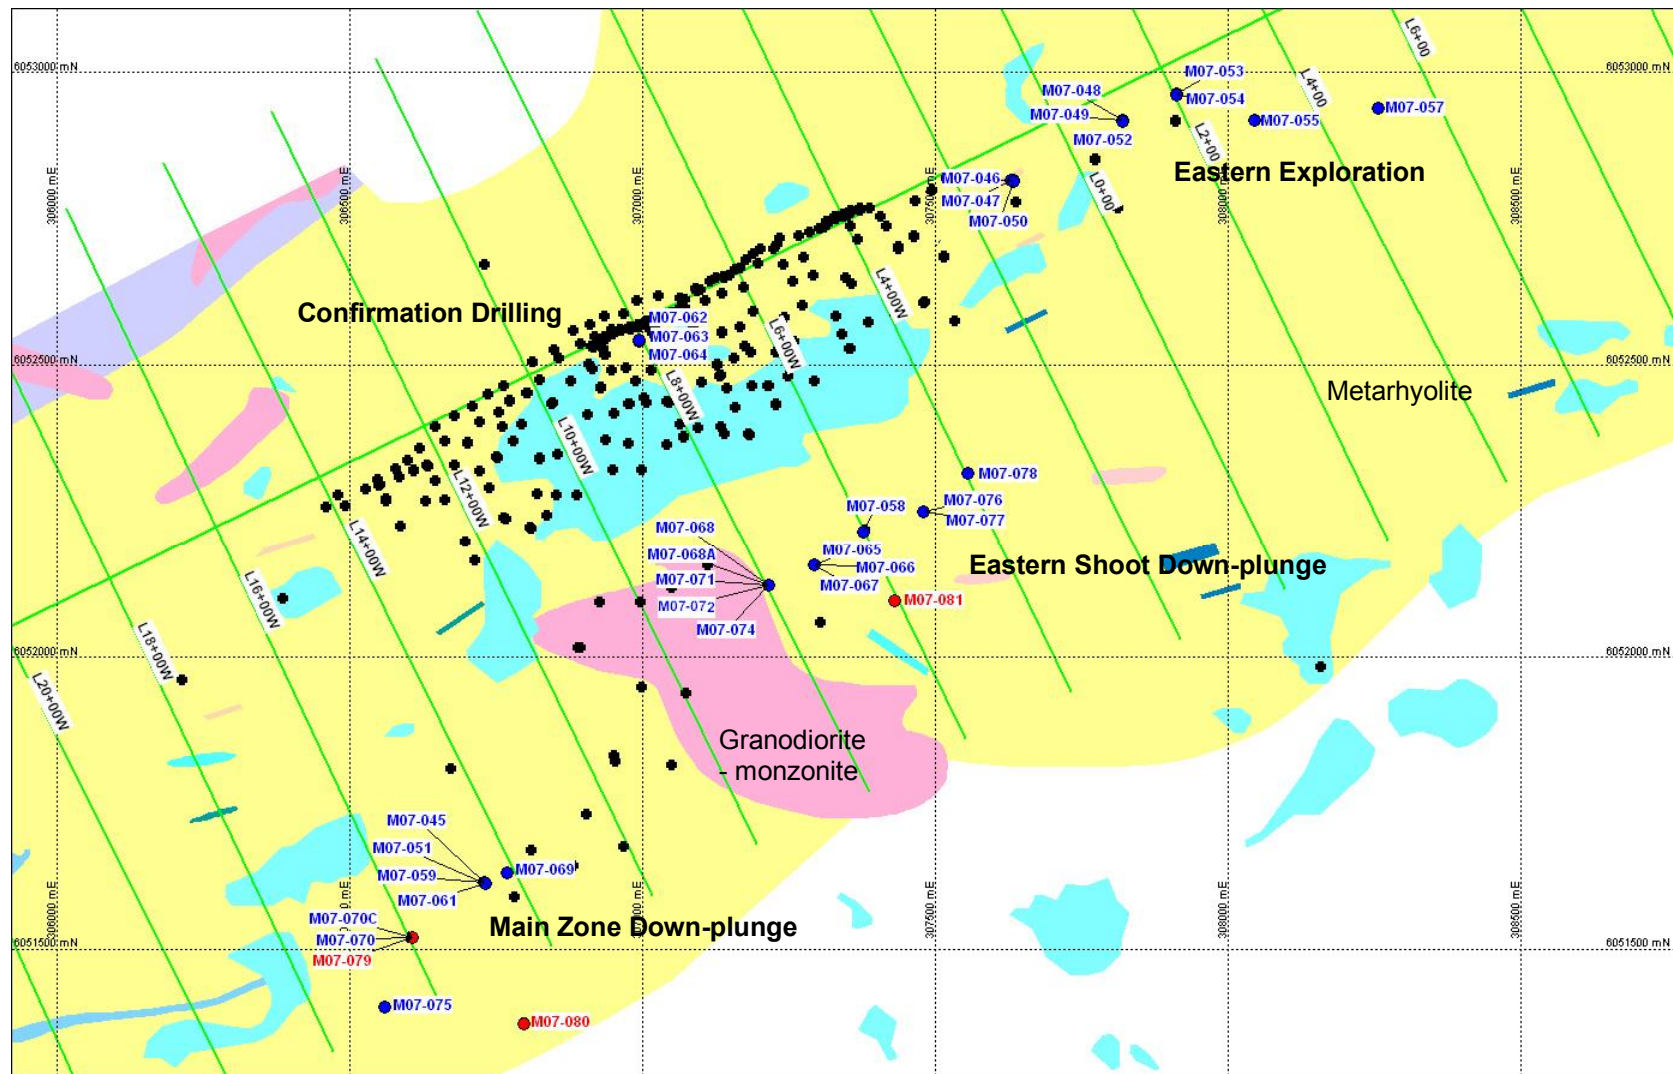 L6+00
6053000 mN
6053000 mN
M07-053
M07-048
M07-054
L4+00
M07-057
M07-049
M07-055
M07-052
L2+00
Eastern Exploration
306000 mE
306500 mE
307000 mE
308000 mE
308500 mE
M07-046
L0+00
M07-047
M07-050
Confirmation Drilling
L4+00W
M07-062
M07-063
M07-064
L6+00W
6052500 mN
6052500 mN
Metarhyolite
L8+00W
L10+00W
L12+00W
M07-078
M07-076
M07-058
M07-077
L14+00W
M07-068
M07-068A
M07-065
M07-066
Eastern Shoot Down-plunge
M07-071
M07-067
L16+00W
M07-072
M07-081
M07-074
L18+00W
6052000 mN
6052000 mN
L20+00W
Granodiorite
- monzonite
M07-045
M07-051
M07-059
M07-069
M07-061
306000 mE
307500 mE
308000 mE
308500 mE
M07-070C
Main Zone Down-plunge
M07-070
6051500 mN
6051500 mN
M07-079
M07-075
M07-080